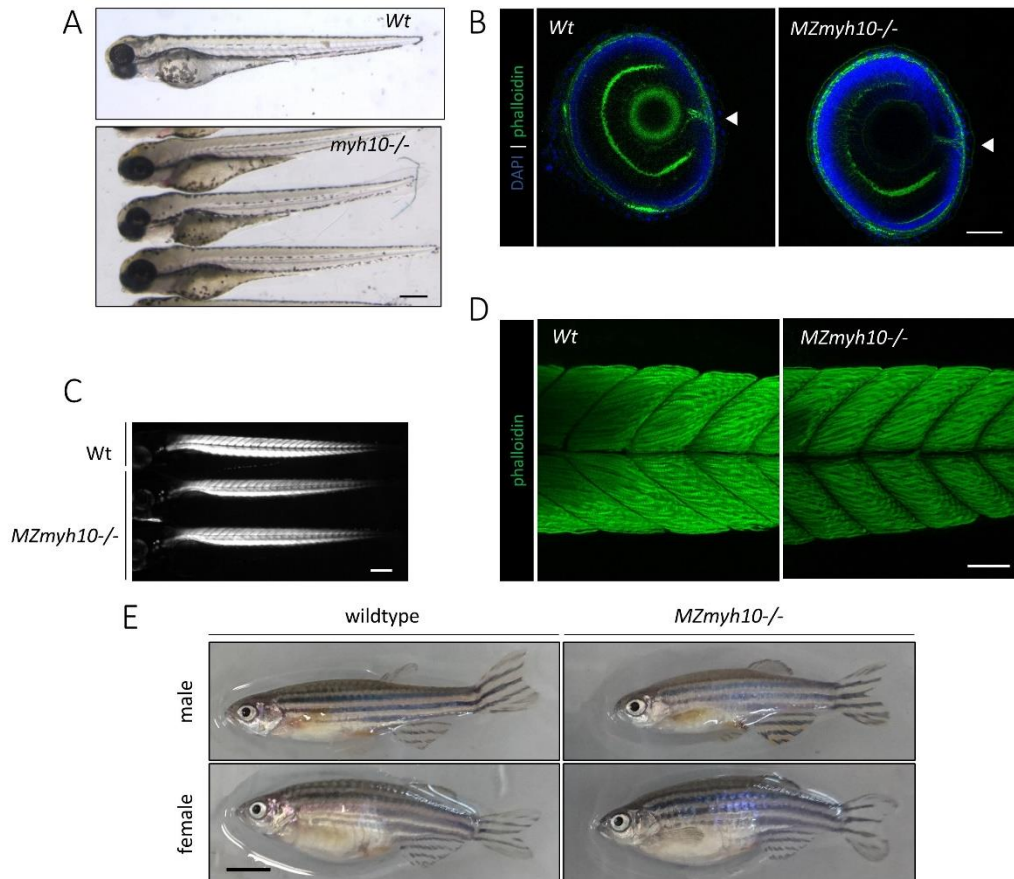 A
Wt
myh10-/-
B
DAPI | phalloidin
Wt
MZmyh10-/-
C
Wt
MZmyh10-/-
D
phalloidin
Wt
MZmyh10-/-
E
wildtype
MZmyh10-/-
male
female